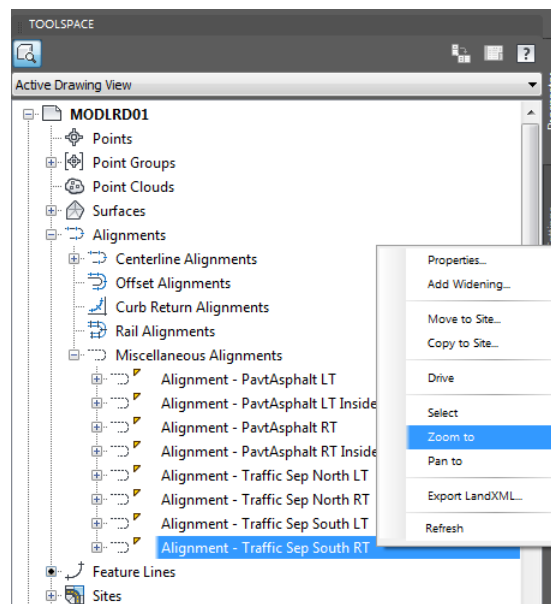 TOOLSPACE
?
Active Drawing View
MODLRD01
Points
Point Groups
Point Clouds
Surfaces
Alignments
Centerline Alignments
Offset Alignments
Curb Return Alignments
Rail Alignments
Miscellaneous Alignments
Alignment - PavtAsphalt LT
Alignment - PavtAsphalt LT Inside
Alignment - PavtAsphalt RT
Alignment - PavtAsphalt RT Inside
Alignment - Traffic Sep North LT
Alignment - Traffic Sep North RT
Alignment - Traffic Sep South LT
Alignment - Traffic Sep South RT
Feature Lines
Sites
Properties...
Add Widening...
Move to Site...
Copy to Site...
Drive
Select
Zoom to
Pan to
Export LandXML...
Refresh